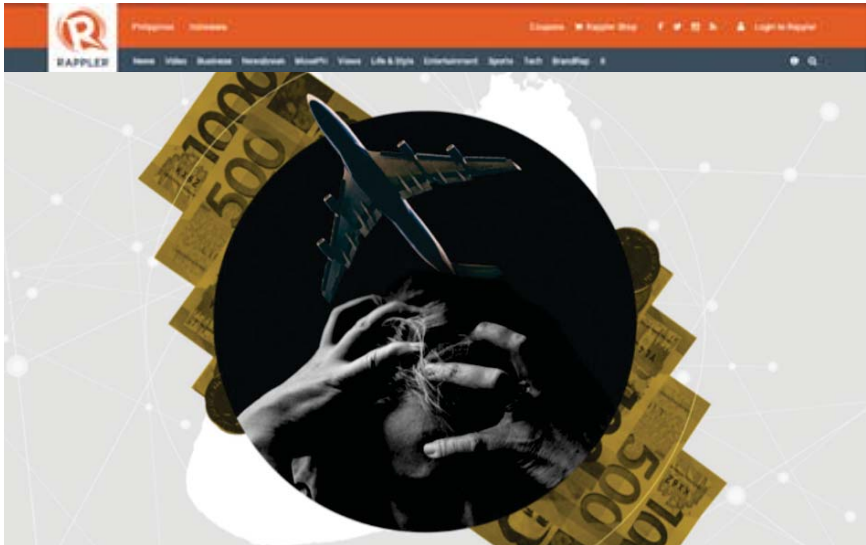 RAPPLER
Philippines Indonesia
Coupons Rappler Shop
Login to Rappler
News Video Business Newsbreak MovePH Views Life & Style Entertainment Sports Tech BrandRap
1000
500
500